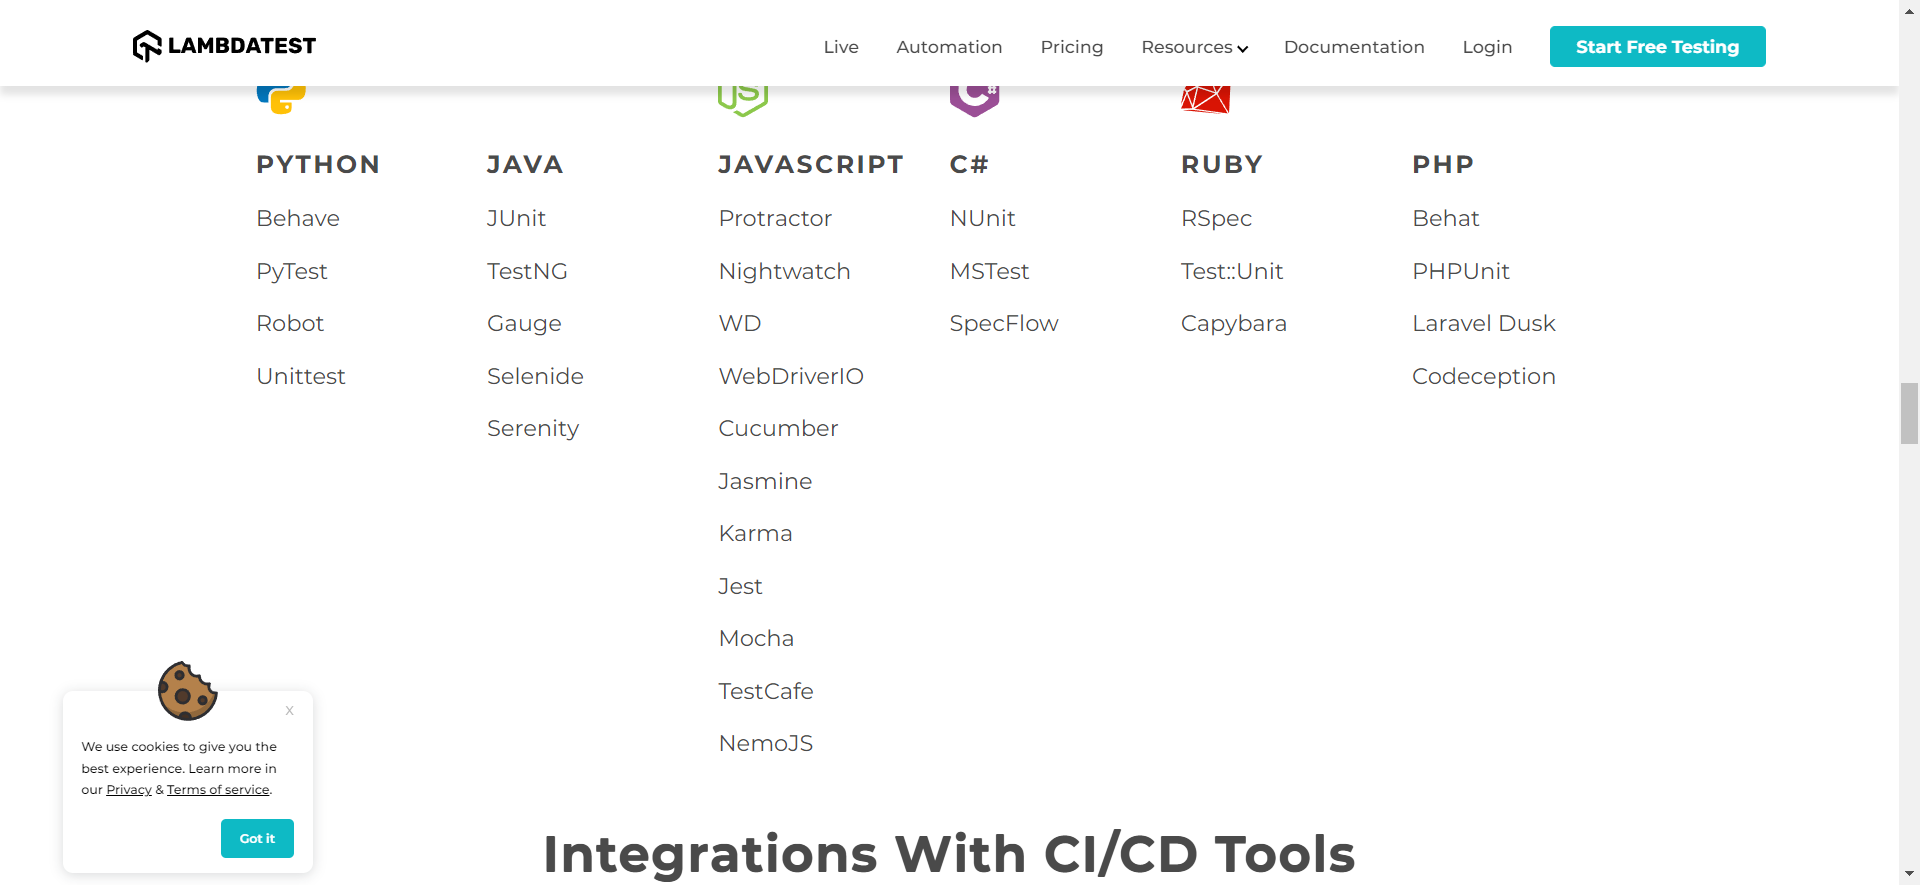 LAMBDATEST
Live Automation Pricing Resources Documentation Login Start Free Testing
JS C#
PYTHON
Behave
PyTest
Robot
Unittest
JAVA
JUnit
TestNG
Gauge
Selenide
Serenity
JAVASCRIPT
Protractor
Nightwatch
WD
WebDriverIO
Cucumber
Jasmine
Karma
Jest
Mocha
TestCafe
NemoJS
C#
NUnit
MSTest
SpecFlow
RUBY
RSpec
Test::Unit
Capybara
PHP
Behat
PHPUnit
Laravel Dusk
Codeception
X
We use cookies to give you the
best experience. Learn more in
our Privacy & Terms of service.
Got it
Integrations With CI/CD Tools